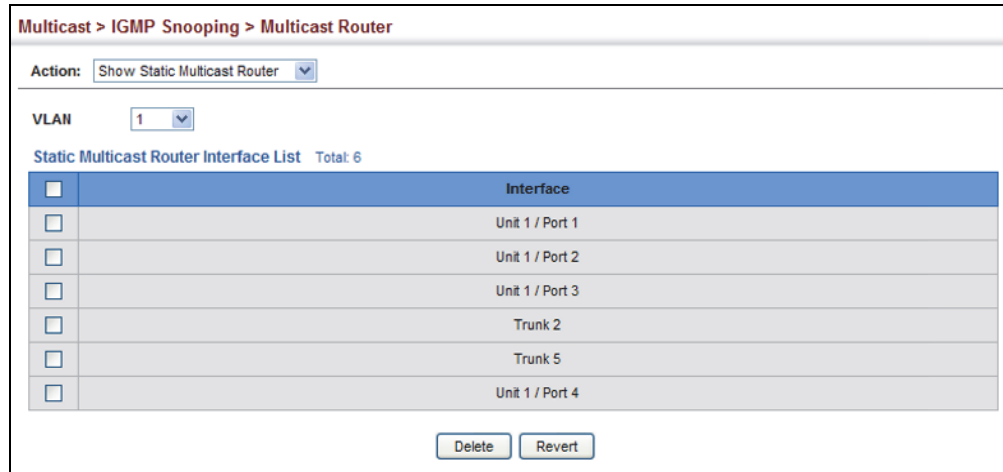 Multicast > IGMP Snooping > Multicast Router
Action: Show Static Multicast Router
VLAN 1
Static Multicast Router Interface List Total: 6
Interface
Unit 1 / Port 1
Unit 1 / Port 2
Unit 1 / Port 3
Trunk 2
Trunk 5
Unit 1 / Port 4
Delete Revert